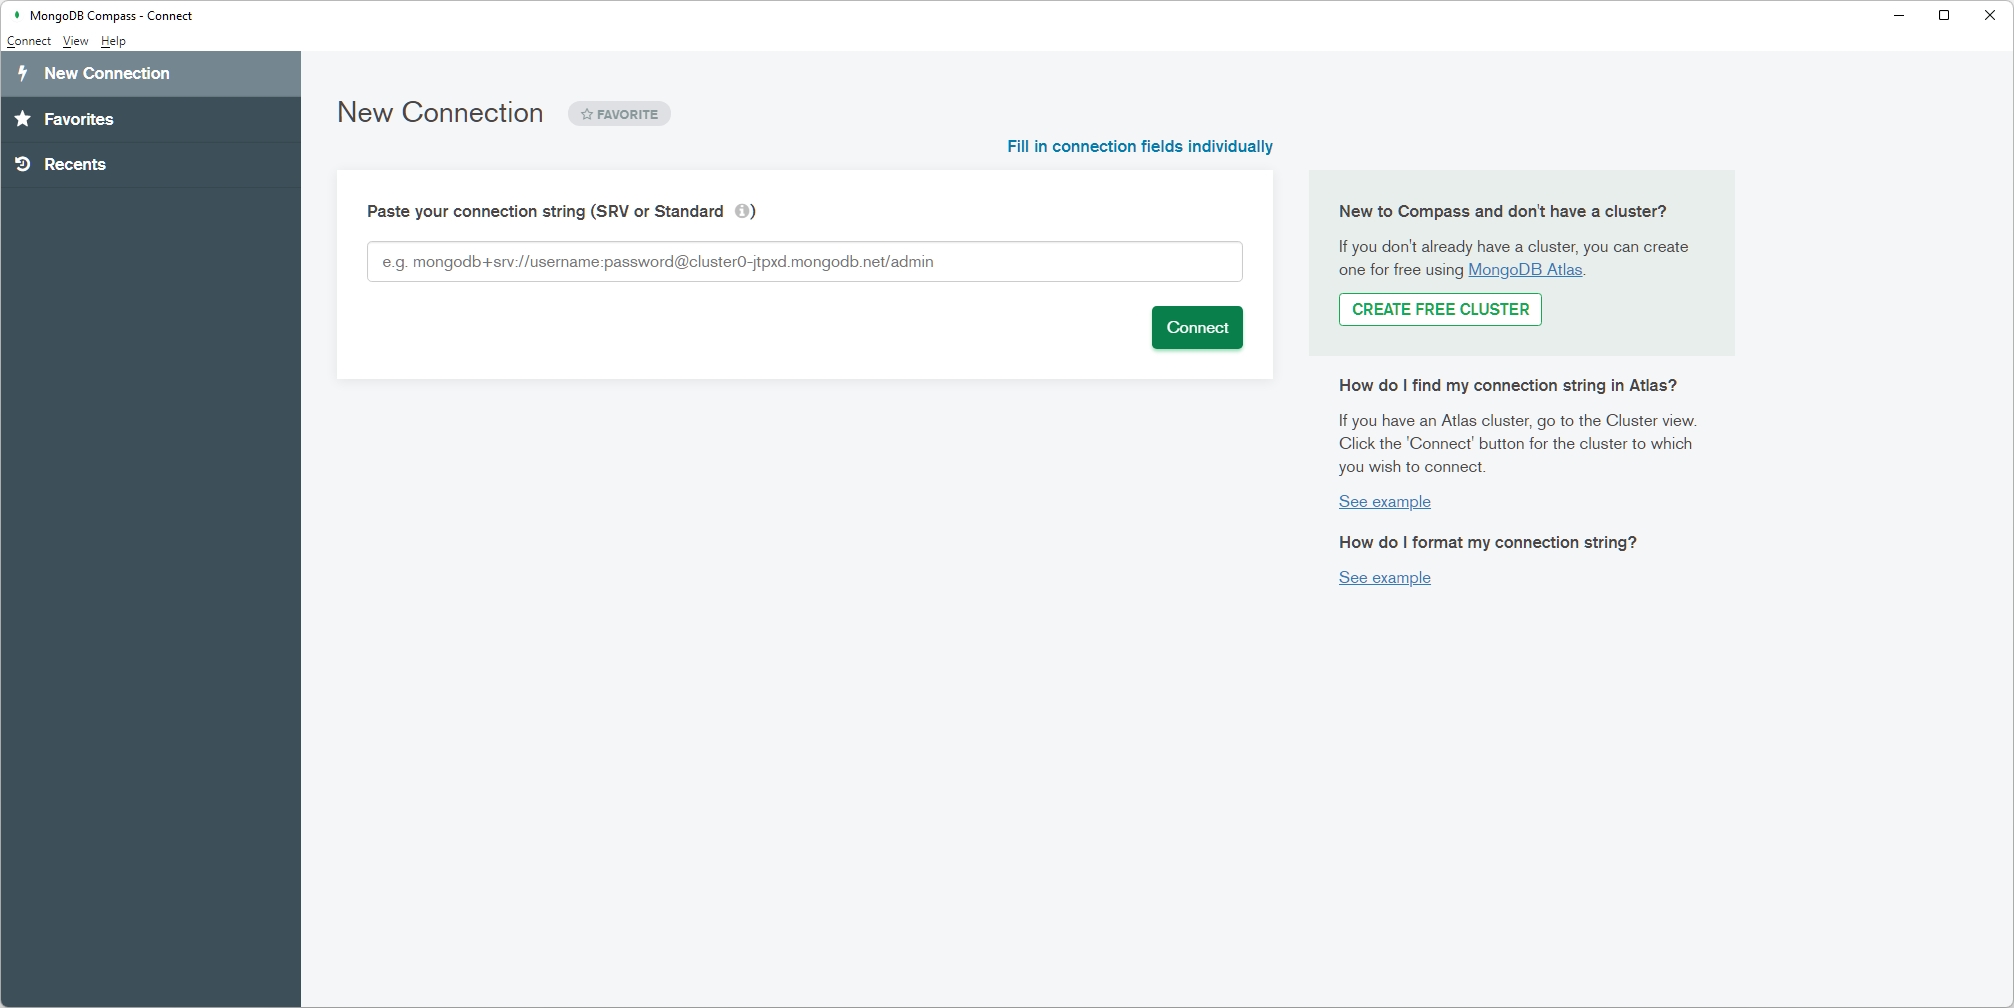 MongoDB Compass - Connect
Connect View Help
New Connection
Favorites
Recents
New Connection
FAVORITE
Fill in connection fields individually
Paste your connection string (SRV or Standard )
e.g. mongodb+srv://username:password@cluster0-jtpxd.mongodb.net/admin
Connect
New to Compass and don't have a cluster?
If you don't already have a cluster, you can create
one for free using MongoDB Atlas.
CREATE FREE CLUSTER
How do I find my connection string in Atlas?
If you have an Atlas cluster, go to the Cluster view.
Click the 'Connect' button for the cluster to which
you wish to connect.
See example
How do I format my connection string?
See example